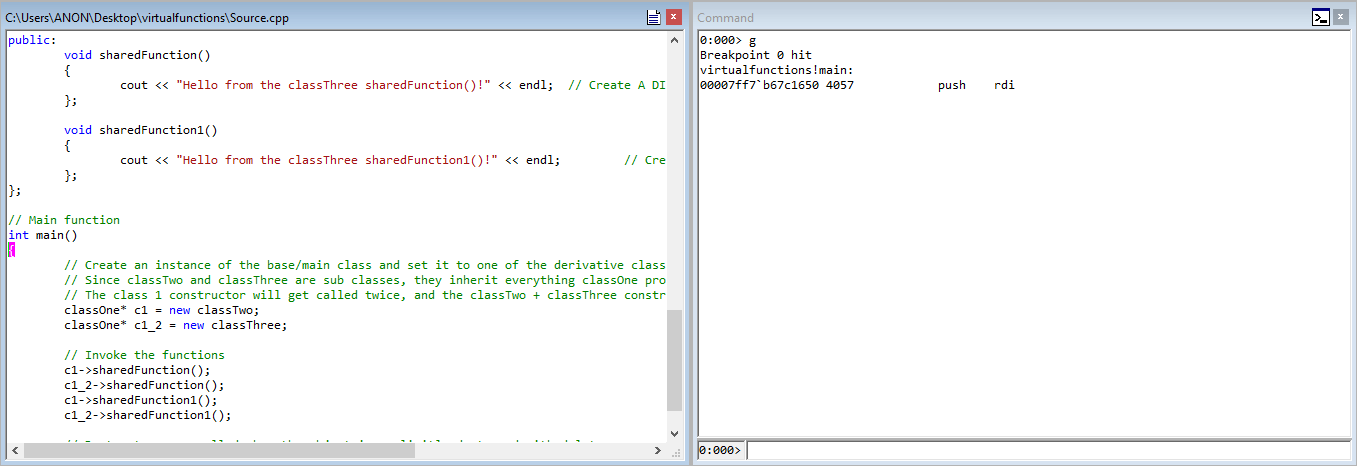 C:\Users\ANON\Desktop\virtualfunctions\Source.cpp
public:
void sharedFunction()
{
cout << "Hello from the classThree sharedFunction()!" << endl;  // Create A DI
};
void sharedFunction1()
{
cout << "Hello from the classThree sharedFunction1()!" << endl;         // Cre
};
};
// Main function
int main()
{
// Create an instance of the base/main class and set it to one of the derivative class
// Since classTwo and classThree are sub classes, they inherit everything classOne pro
// The class 1 constructor will get called twice, and the classTwo + classThree constr
classOne* c1 = new classTwo;
classOne* c1_2 = new classThree;
// Invoke the functions
c1->sharedFunction();
c1_2->sharedFunction();
c1->sharedFunction1();
c1_2->sharedFunction1();
Command
0:000> g
Breakpoint 0 hit
virtualfunctions!main:
00007ff7`b67c1650 4057            push    rdi
0:000>